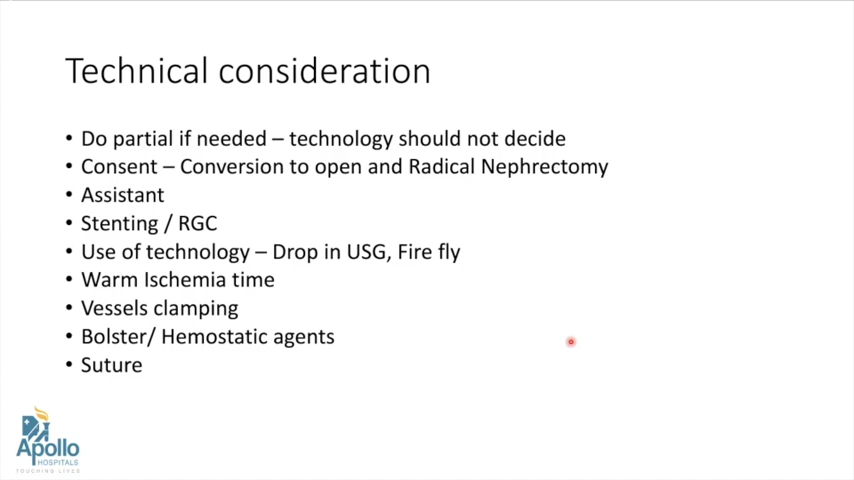 Technical consideration
• Do partial if needed – technology should not decide
• Consent – Conversion to open and Radical Nephrectomy
• Assistant
• Stenting / RGC
• Use of technology – Drop in USG, Fire fly
• Warm Ischemia time
• Vessels clamping
• Bolster/ Hemostatic agents
• Suture
Apollo
HOSPITALS
TOUCHING LIVES